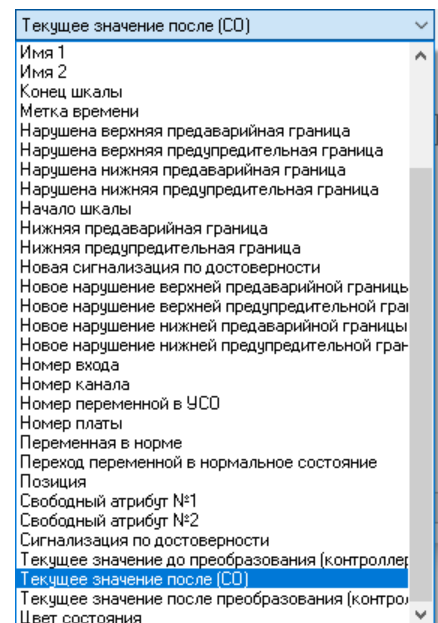 Текущее значение после (СО)
Имя 1
Имя 2
Конец шкалы
Метка времени
Нарушена верхняя предаварийная граница
Нарушена верхняя предупредительная граница
Нарушена нижняя предаварийная граница
Нарушена нижняя предупредительная граница
Начало шкалы
Нижняя предаварийная граница
Нижняя предупредительная граница
Новая сигнализация по достоверности
Новое нарушение верхней предаварийной границы
Новое нарушение верхней предупредительной гра
Новое нарушение нижней предаварийной границы
Новое нарушение нижней предупредительной гран
Номер входа
Номер канала
Номер переменной в УСО
Номер платы
Переменная в норме
Переход переменной в нормальное состояние
Позиция
Свободный атрибут №1
Свободный атрибут №2
Сигнализация по достоверности
Текущее значение до преобразования (контроллер
Текущее значение после (СО)
Текущее значение после преобразования (контро
Цвет состояния